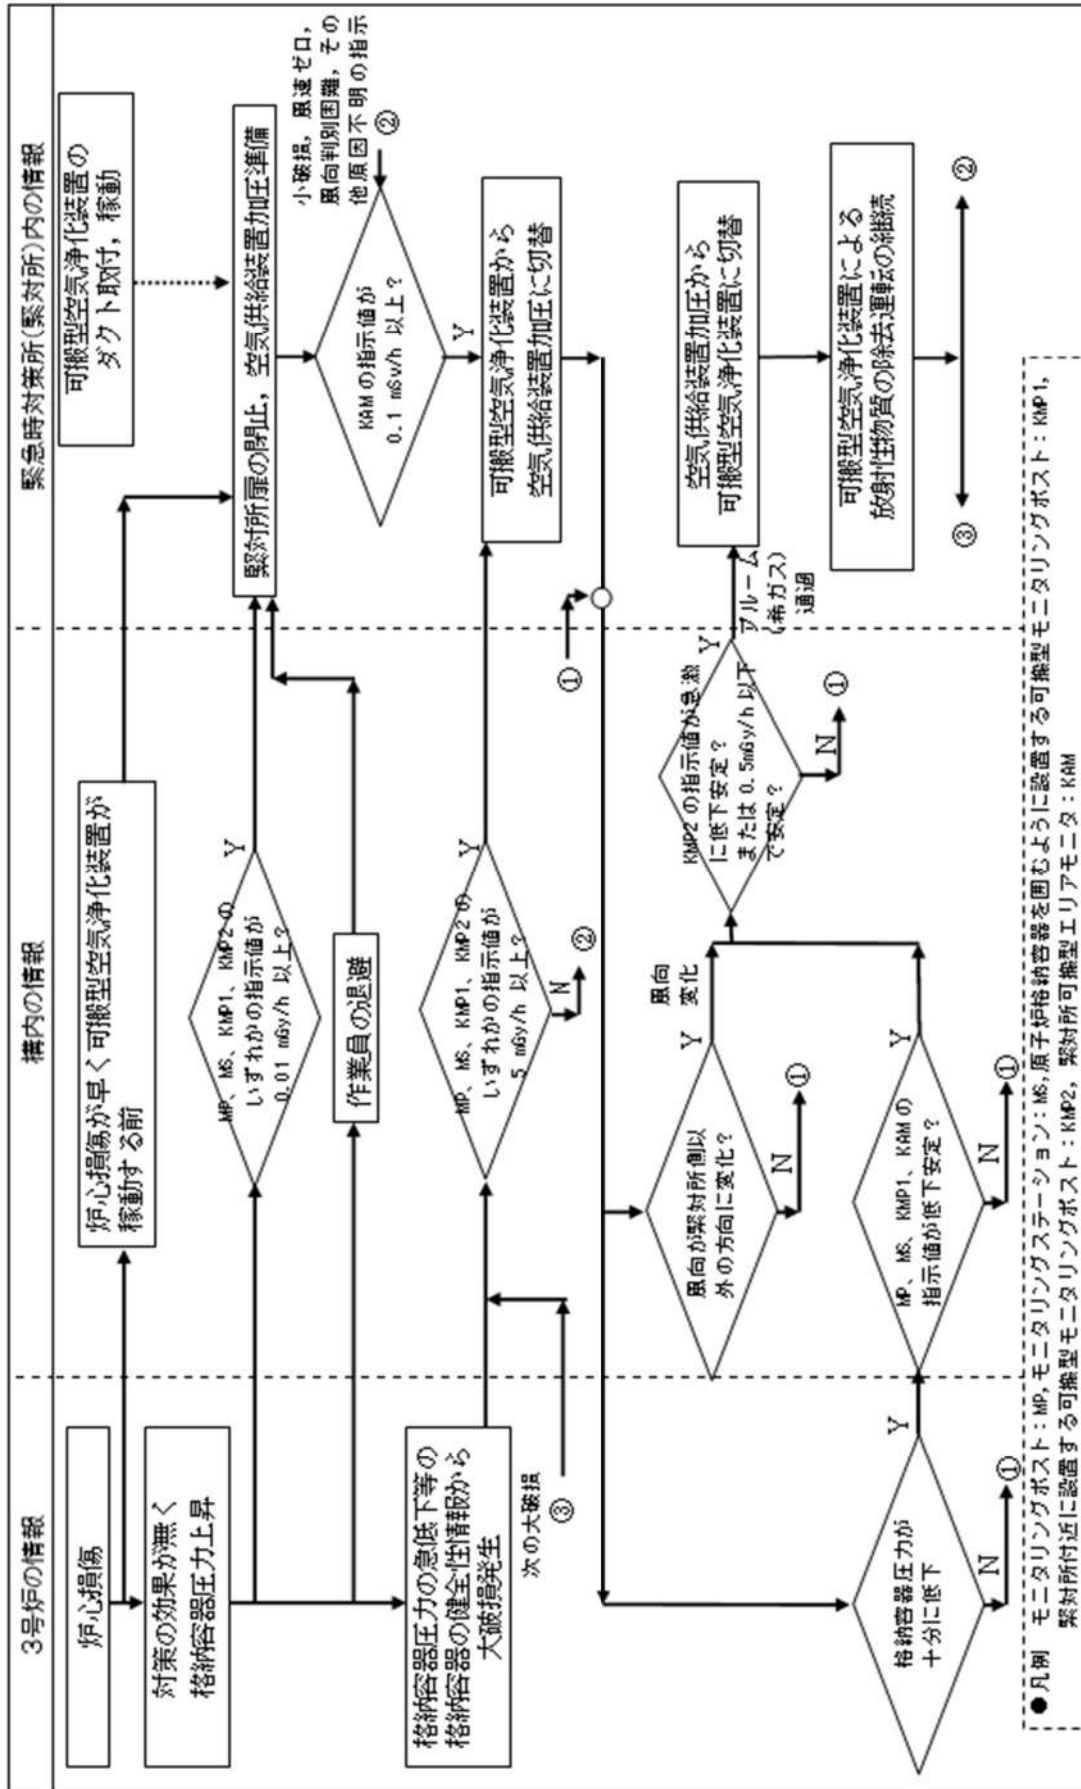 3号炉の情報
構内の情報
緊急時対策所(緊対所)内の情報
炉心損傷
対策の効果が無く
格納容器圧力上昇
格納容器圧力の急低下等の
格納容器の健全性情報から
大破損発生
次の大破損
③
格納容器圧力が
十分に低下
Y
N
①
炉心損傷が早く可搬型空気浄化装置が
稼動する前
MP、MS、KMP1、KMP2の
いずれかの指示値が
0.01 mGy/h 以上?
Y
作業員の退避
MP、MS、KMP1、KMP2の
いずれかの指示値が
5 mGy/h 以上?
Y
N
②
①
風向が緊対所側以
外の方向に変化?
Y
N
①
風向
変化
MP、MS、KMP1、KAMの
指示値が低下安定?
Y
N
①
KMP2の指示値が急激
に低下安定?
または0.5mGy/h以下
で安定?
Y
N
①
プルーム
(希ガス)
通過
可搬型空気浄化装置の
ダクト取付，稼動
緊対所扉の閉止，空気供給装置加圧準備
小破損，風速ゼロ，
風向判別困難，その
他原因不明の指示
②
KAMの指示値が
0.1 mSv/h 以上?
Y
可搬型空気浄化装置から
空気供給装置加圧に切替
空気供給装置加圧から
可搬型空気浄化装置に切替
可搬型空気浄化装置による
放射性物質の除去運転の継続
③
②
●凡例 モニタリングポスト：MP，モニタリングステーション：MS，原子炉格納容器を囲むように設置する可搬型モニタリングポスト：KMP1，
緊対所付近に設置する可搬型モニタリングポスト：KMP2， 緊対所可搬型エリアモニタ：KAM